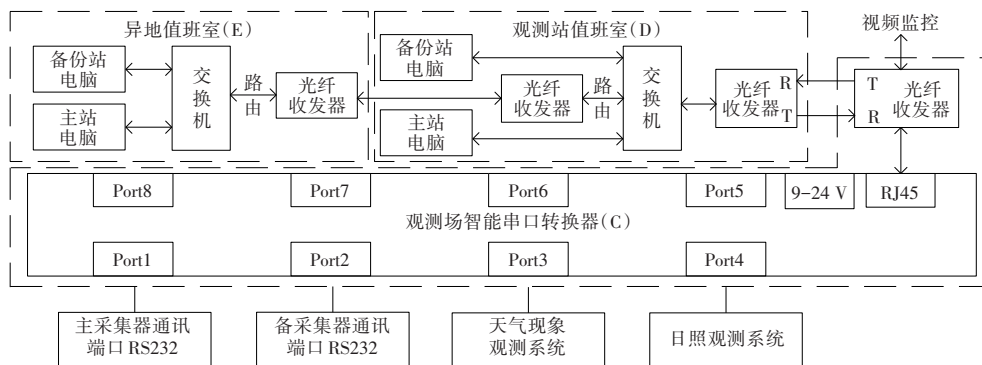 异地值班室(E)
备份站
电脑
主站
电脑
交
换
机
路
由
光纤
收发器
观测站值班室(D)
备份站
电脑
主站
电脑
光纤
收发器
路
由
交
换
机
光纤
收发器
R
T
视频监控
T
R
光纤
收发器
Port8
Port7
Port6
Port5
9-24 V
RJ45
观测场智能串口转换器(C)
Port1
Port2
Port3
Port4
主采集器通讯
端口 RS232
备采集器通讯
端口 RS232
天气现象
观测系统
日照观测系统